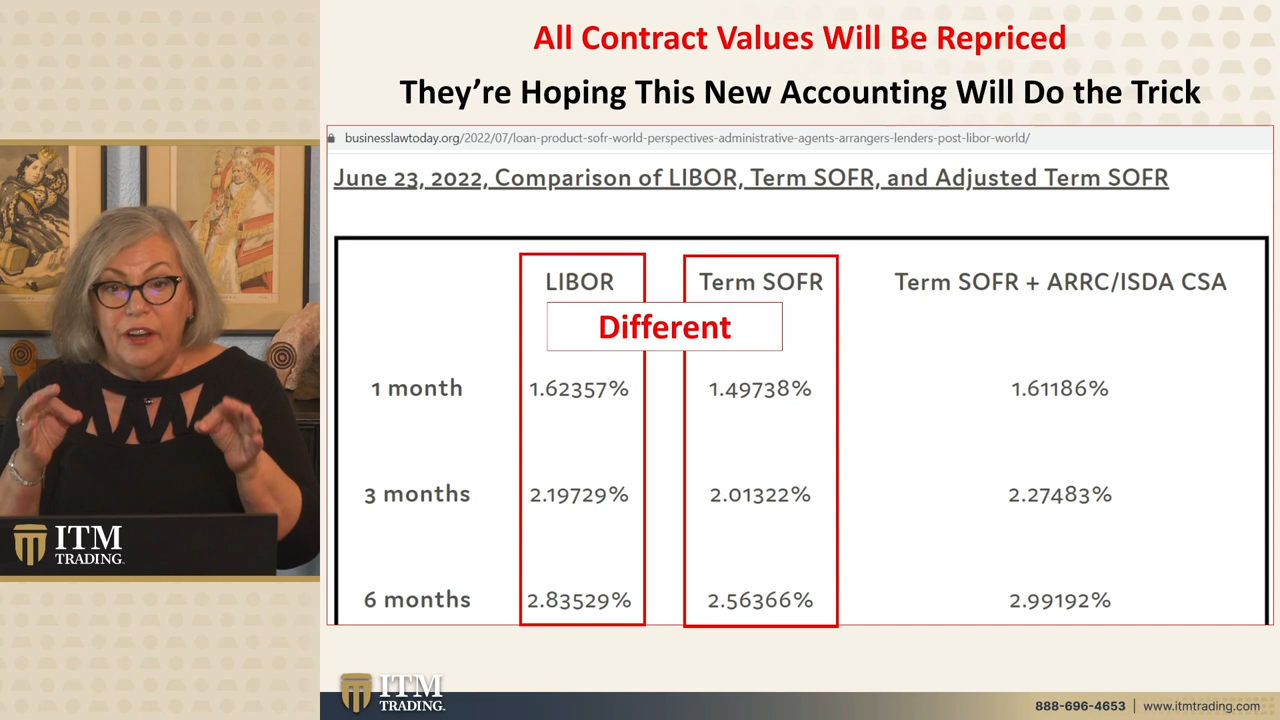 All Contract Values Will Be Repriced
They're Hoping This New Accounting Will Do the Trick
businesslawtoday.org/2022/07/loan-product-sofr-world-perspectives-administrative-agents-arrangers-lenders-post-libor-world/
June 23, 2022, Comparison of LIBOR, Term SOFR, and Adjusted Term SOFR
LIBOR Term SOFR Term SOFR + ARRC/ISDA CSA
Different
1 month 1.62357% 1.49738% 1.61186%
3 months 2.19729% 2.01322% 2.27483%
6 months 2.83529% 2.56366% 2.99192%
ITM
TRADING.
ITM
TRADING.
888-696-4653 | www.itmtrading.com